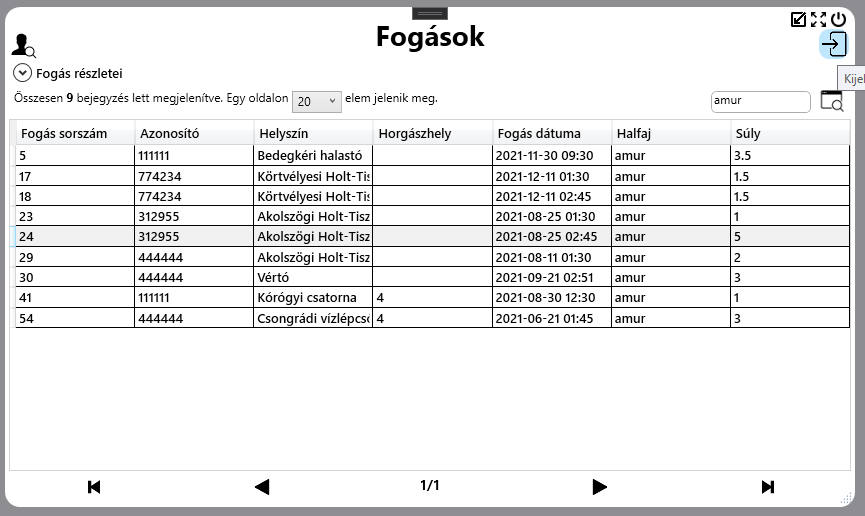 Fogások
Fogás részletei
Kijel
Összesen 9 bejegyzés lett megjelenítve. Egy oldalon 20 elem jelenik meg.
amur
Fogás sorszám Azonosító Helyszín Horgászhely Fogás dátuma Halfaj Súly
5 111111 Bedegkéri halastó 2021-11-30 09:30 amur 3.5
17 774234 Körtvélyesi Holt-Tis 2021-12-11 01:30 amur 1.5
18 774234 Körtvélyesi Holt-Tis 2021-12-11 02:45 amur 1.5
23 312955 Akolszögi Holt-Tisz 2021-08-25 01:30 amur 1
24 312955 Akolszögi Holt-Tisz 2021-08-25 02:45 amur 5
29 444444 Akolszögi Holt-Tisz 2021-08-11 01:30 amur 2
30 444444 Vértó 2021-09-21 02:51 amur 3
41 111111 Kórógyi csatorna 4 2021-08-30 12:30 amur 1
54 444444 Csongrádi vízlépcső 4 2021-06-21 01:45 amur 3
1/1